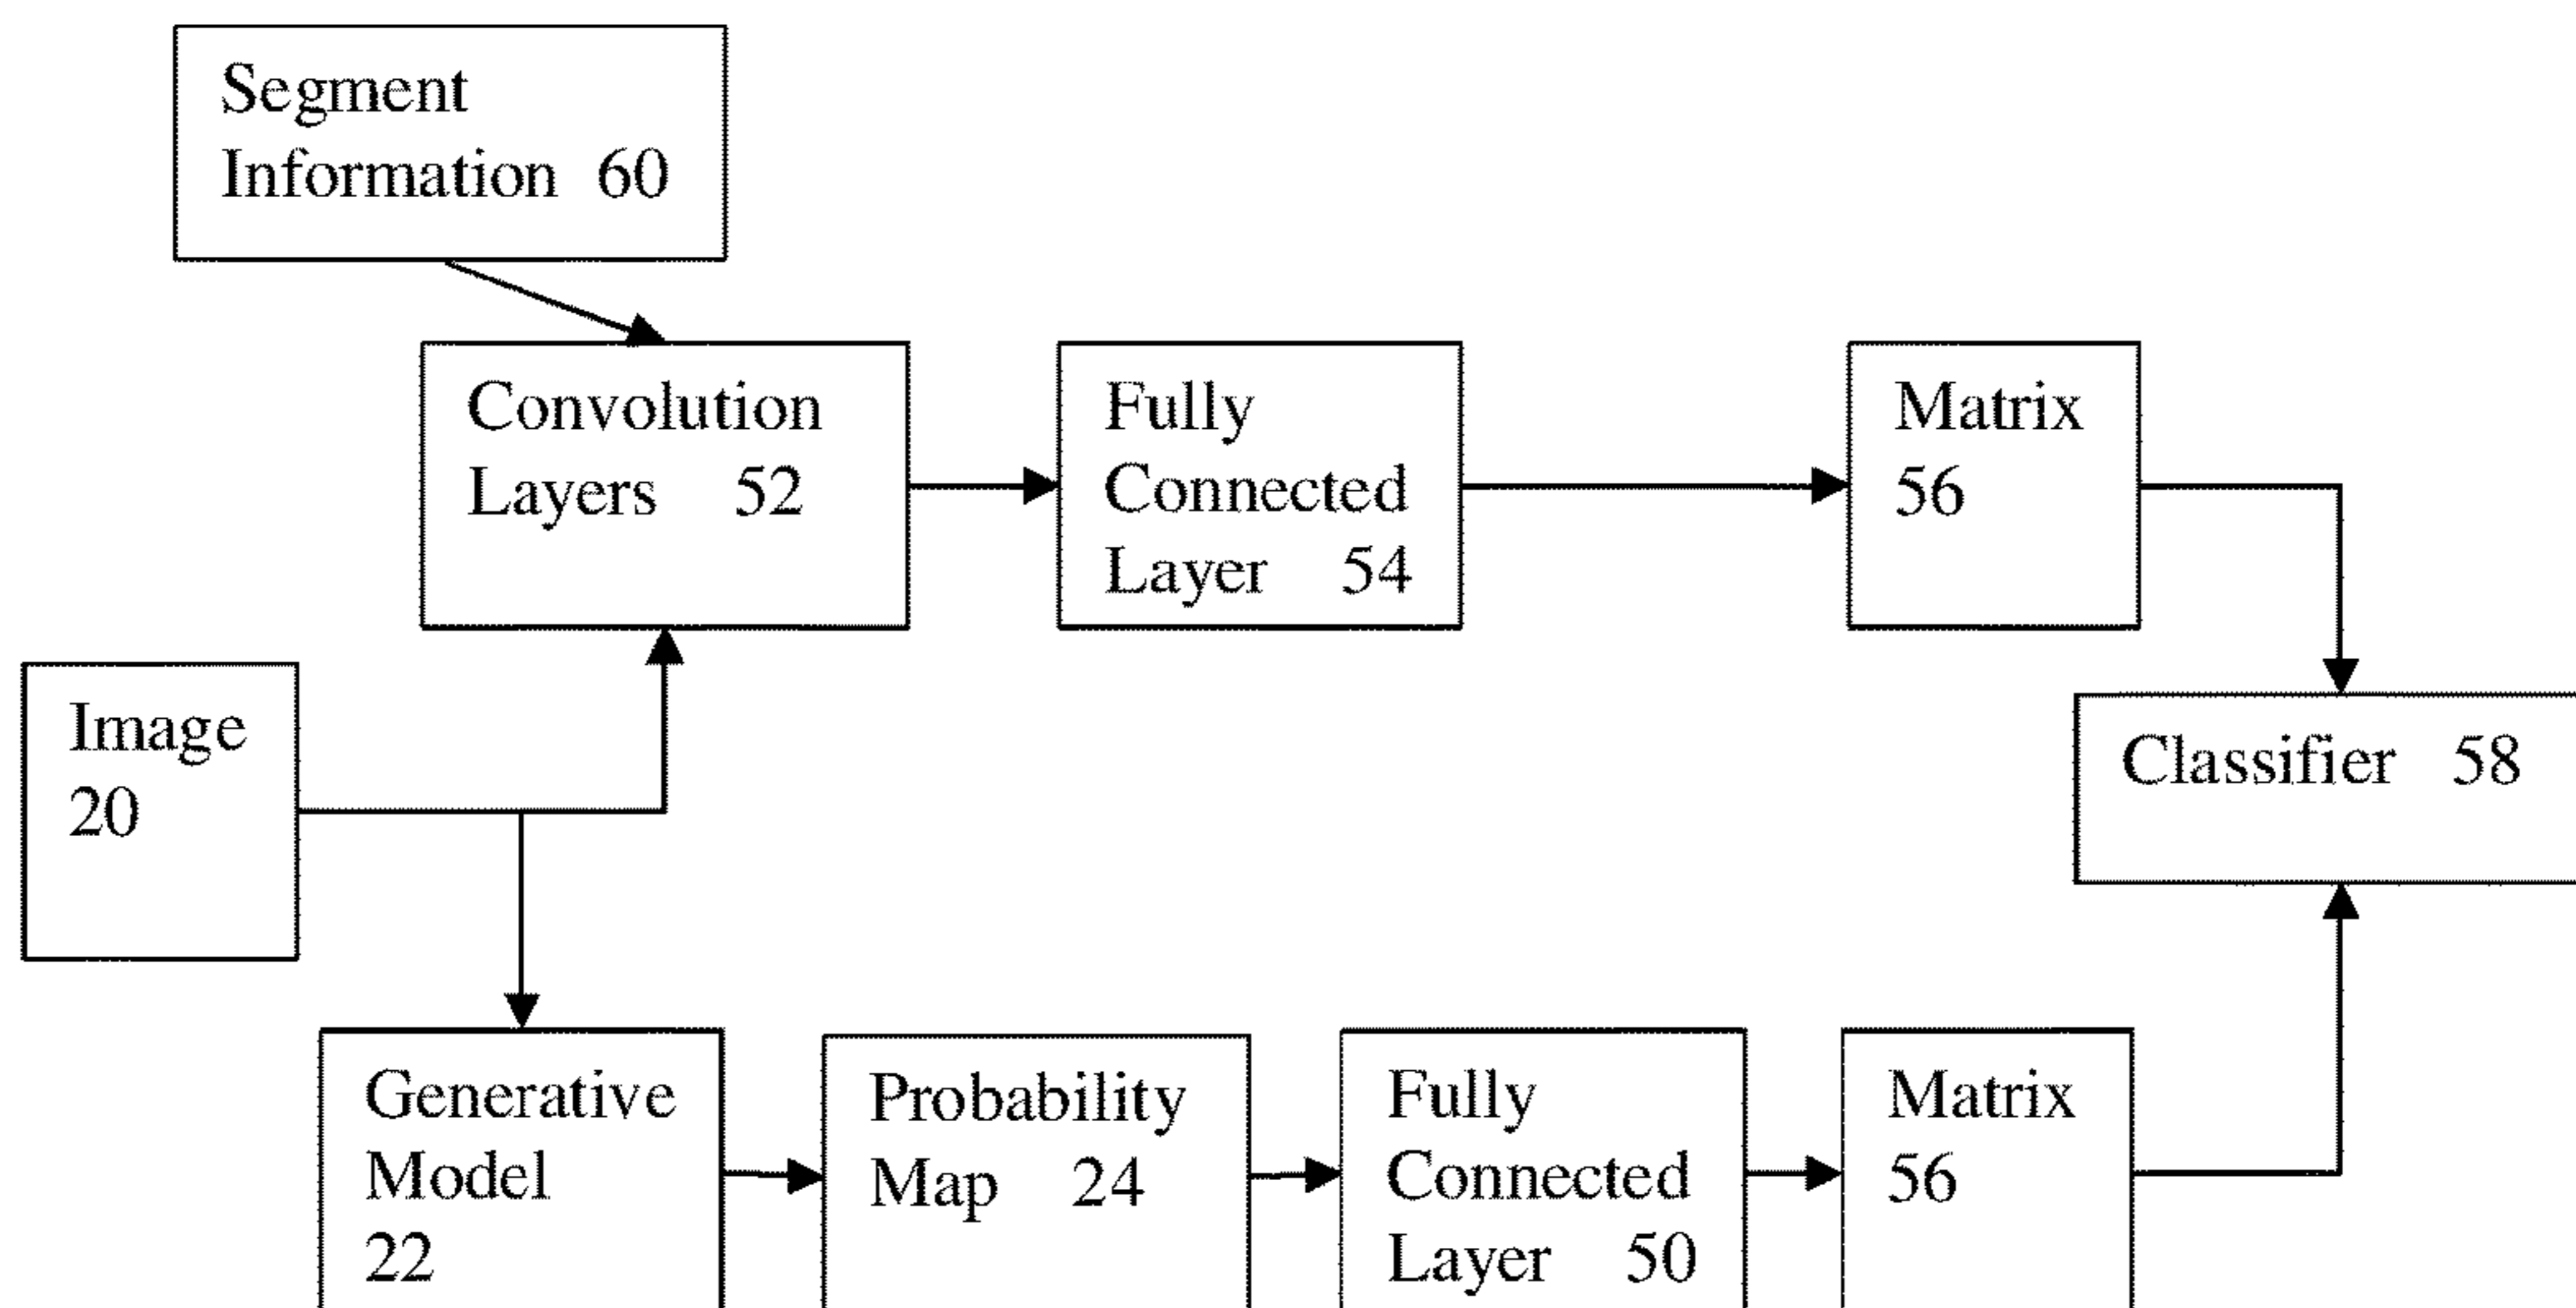 Segment
Information 60
Convolution
Layers 52
Fully
Connected
Layer 54
Matrix
56
Image
20
Classifier 58
Generative
Model
22
Probability
Map 24
Fully
Connected
Layer 50
Matrix
56